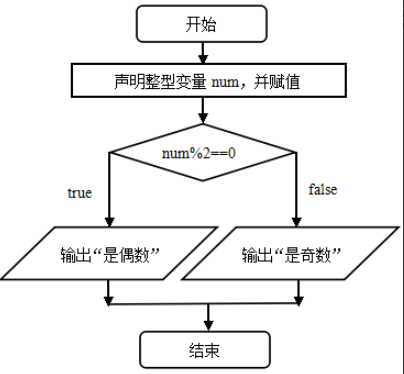 开始
声明整型变量 num，并赋值
num%2==0
true
false
输出“是偶数”
输出“是奇数”
结束